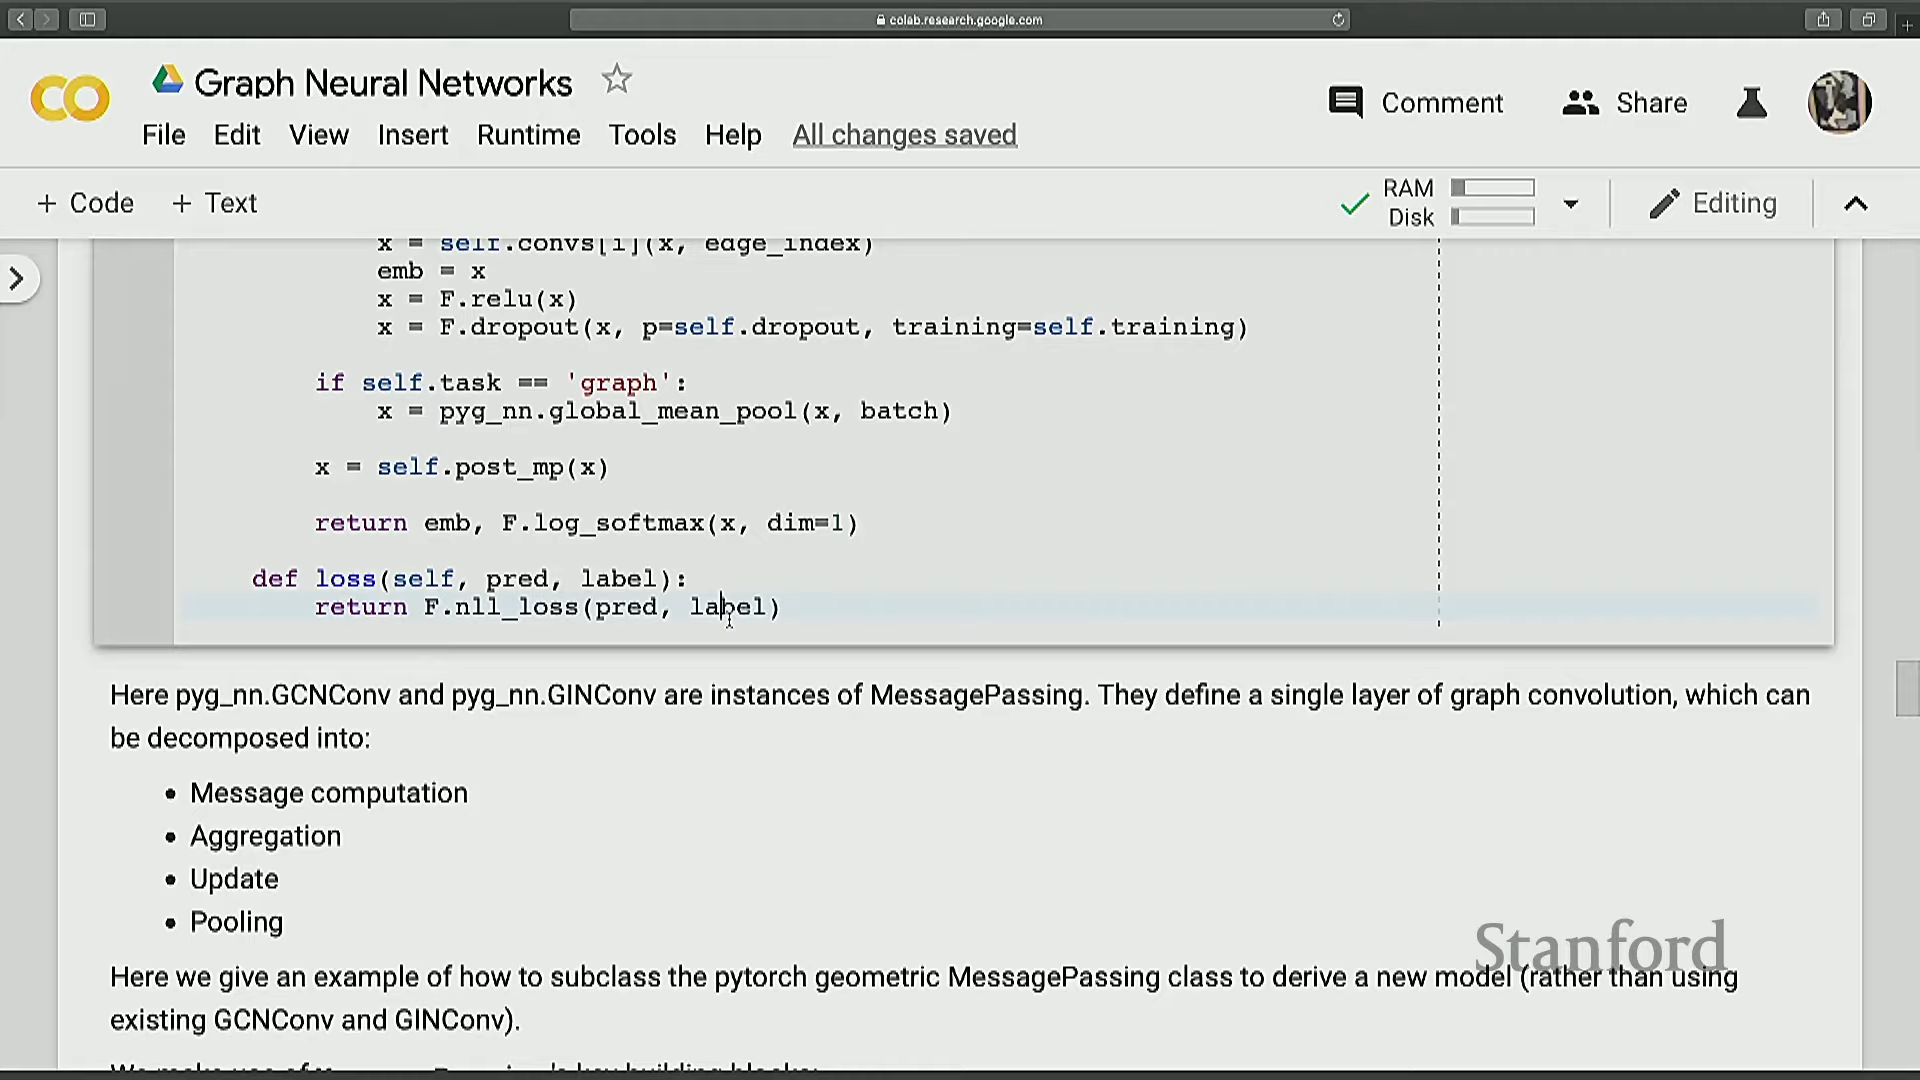 colab.research.google.com
Graph Neural Networks
Comment
Share
File Edit View Insert Runtime Tools Help All changes saved
+ Code + Text
RAM
Disk
Editing
x = self.convs[i](x, edge_index)
emb = x
x = F.relu(x)
x = F.dropout(x, p=self.dropout, training=self.training)
if self.task == 'graph':
x = pyg_nn.global_mean_pool(x, batch)
x = self.post_mp(x)
return emb, F.log_softmax(x, dim=1)
def loss(self, pred, label):
return F.nll_loss(pred, label)
Here pyg_nn.GCNConv and pyg_nn.GINConv are instances of MessagePassing. They define a single layer of graph convolution, which can
be decomposed into:
• Message computation
• Aggregation
• Update
• Pooling
Stanford
Here we give an example of how to subclass the pytorch geometric MessagePassing class to derive a new model (rather than using
existing GCNConv and GINConv).